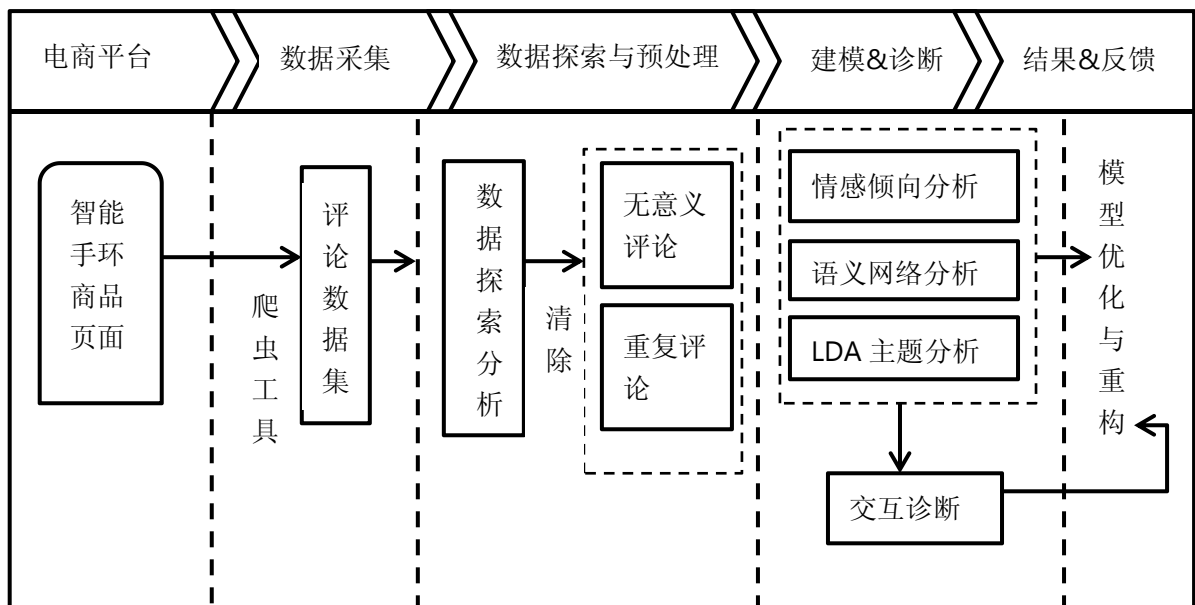 电商平台
数据采集
数据探索与预处理
建模&诊断
结果&反馈
智能
手环
商品
页面
爬虫工具
评论数据集
数据探索分析
清除
无意义
评论
重复评
论
情感倾向分析
语义网络分析
LDA 主题分析
交互诊断
模型优化与重构